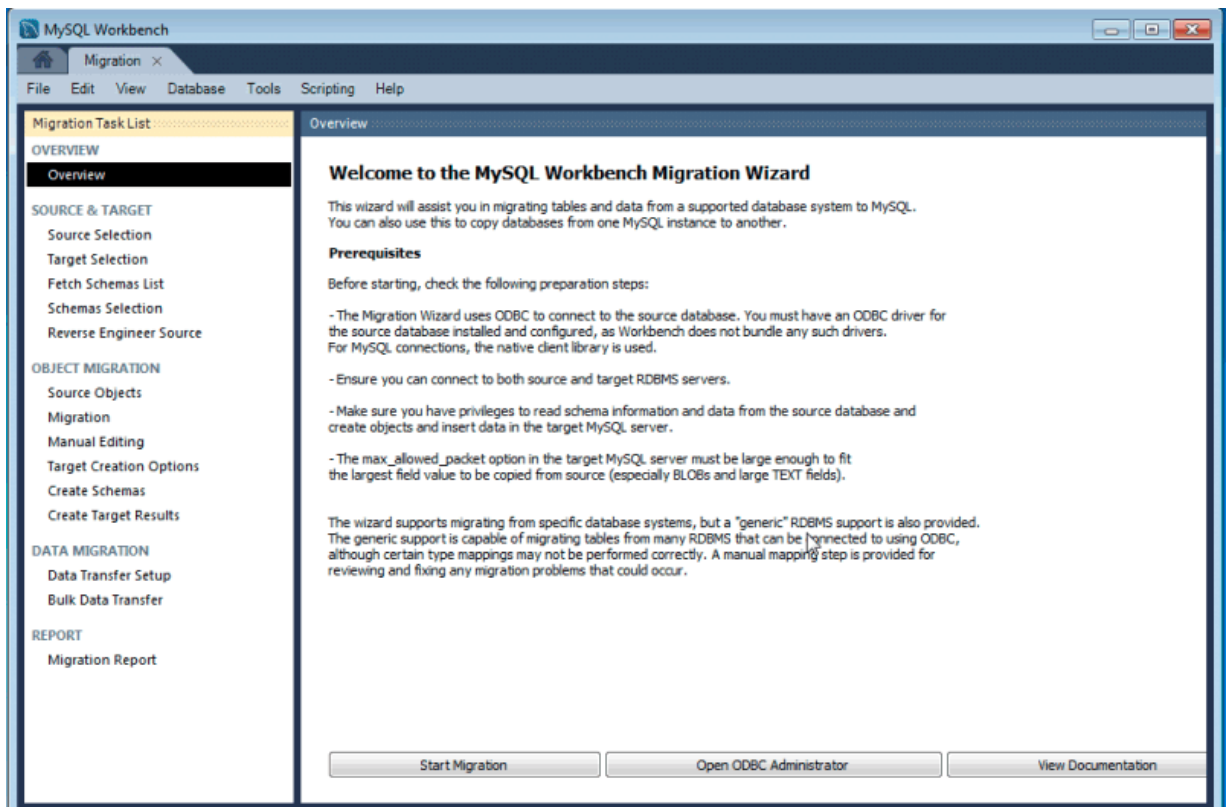 MySQL Workbench
Migration ×
File Edit View Database Tools Scripting Help
Migration Task List
OVERVIEW
Overview
SOURCE & TARGET
Source Selection
Target Selection
Fetch Schemas List
Schemas Selection
Reverse Engineer Source
OBJECT MIGRATION
Source Objects
Migration
Manual Editing
Target Creation Options
Create Schemas
Create Target Results
DATA MIGRATION
Data Transfer Setup
Bulk Data Transfer
REPORT
Migration Report
Overview
Welcome to the MySQL Workbench Migration Wizard
This wizard will assist you in migrating tables and data from a supported database system to MySQL.
You can also use this to copy databases from one MySQL instance to another.
Prerequisites
Before starting, check the following preparation steps:
- The Migration Wizard uses ODBC to connect to the source database. You must have an ODBC driver for
the source database installed and configured, as Workbench does not bundle any such drivers.
For MySQL connections, the native client library is used.
- Ensure you can connect to both source and target RDBMS servers.
- Make sure you have privileges to read schema information and data from the source database and
create objects and insert data in the target MySQL server.
- The max_allowed_packet option in the target MySQL server must be large enough to fit
the largest field value to be copied from source (especially BLOBs and large TEXT fields).
The wizard supports migrating from specific database systems, but a "generic" RDBMS support is also provided.
The generic support is capable of migrating tables from many RDBMS that can be connected to using ODBC,
although certain type mappings may not be performed correctly. A manual mapping step is provided for
reviewing and fixing any migration problems that could occur.
Start Migration
Open ODBC Administrator
View Documentation